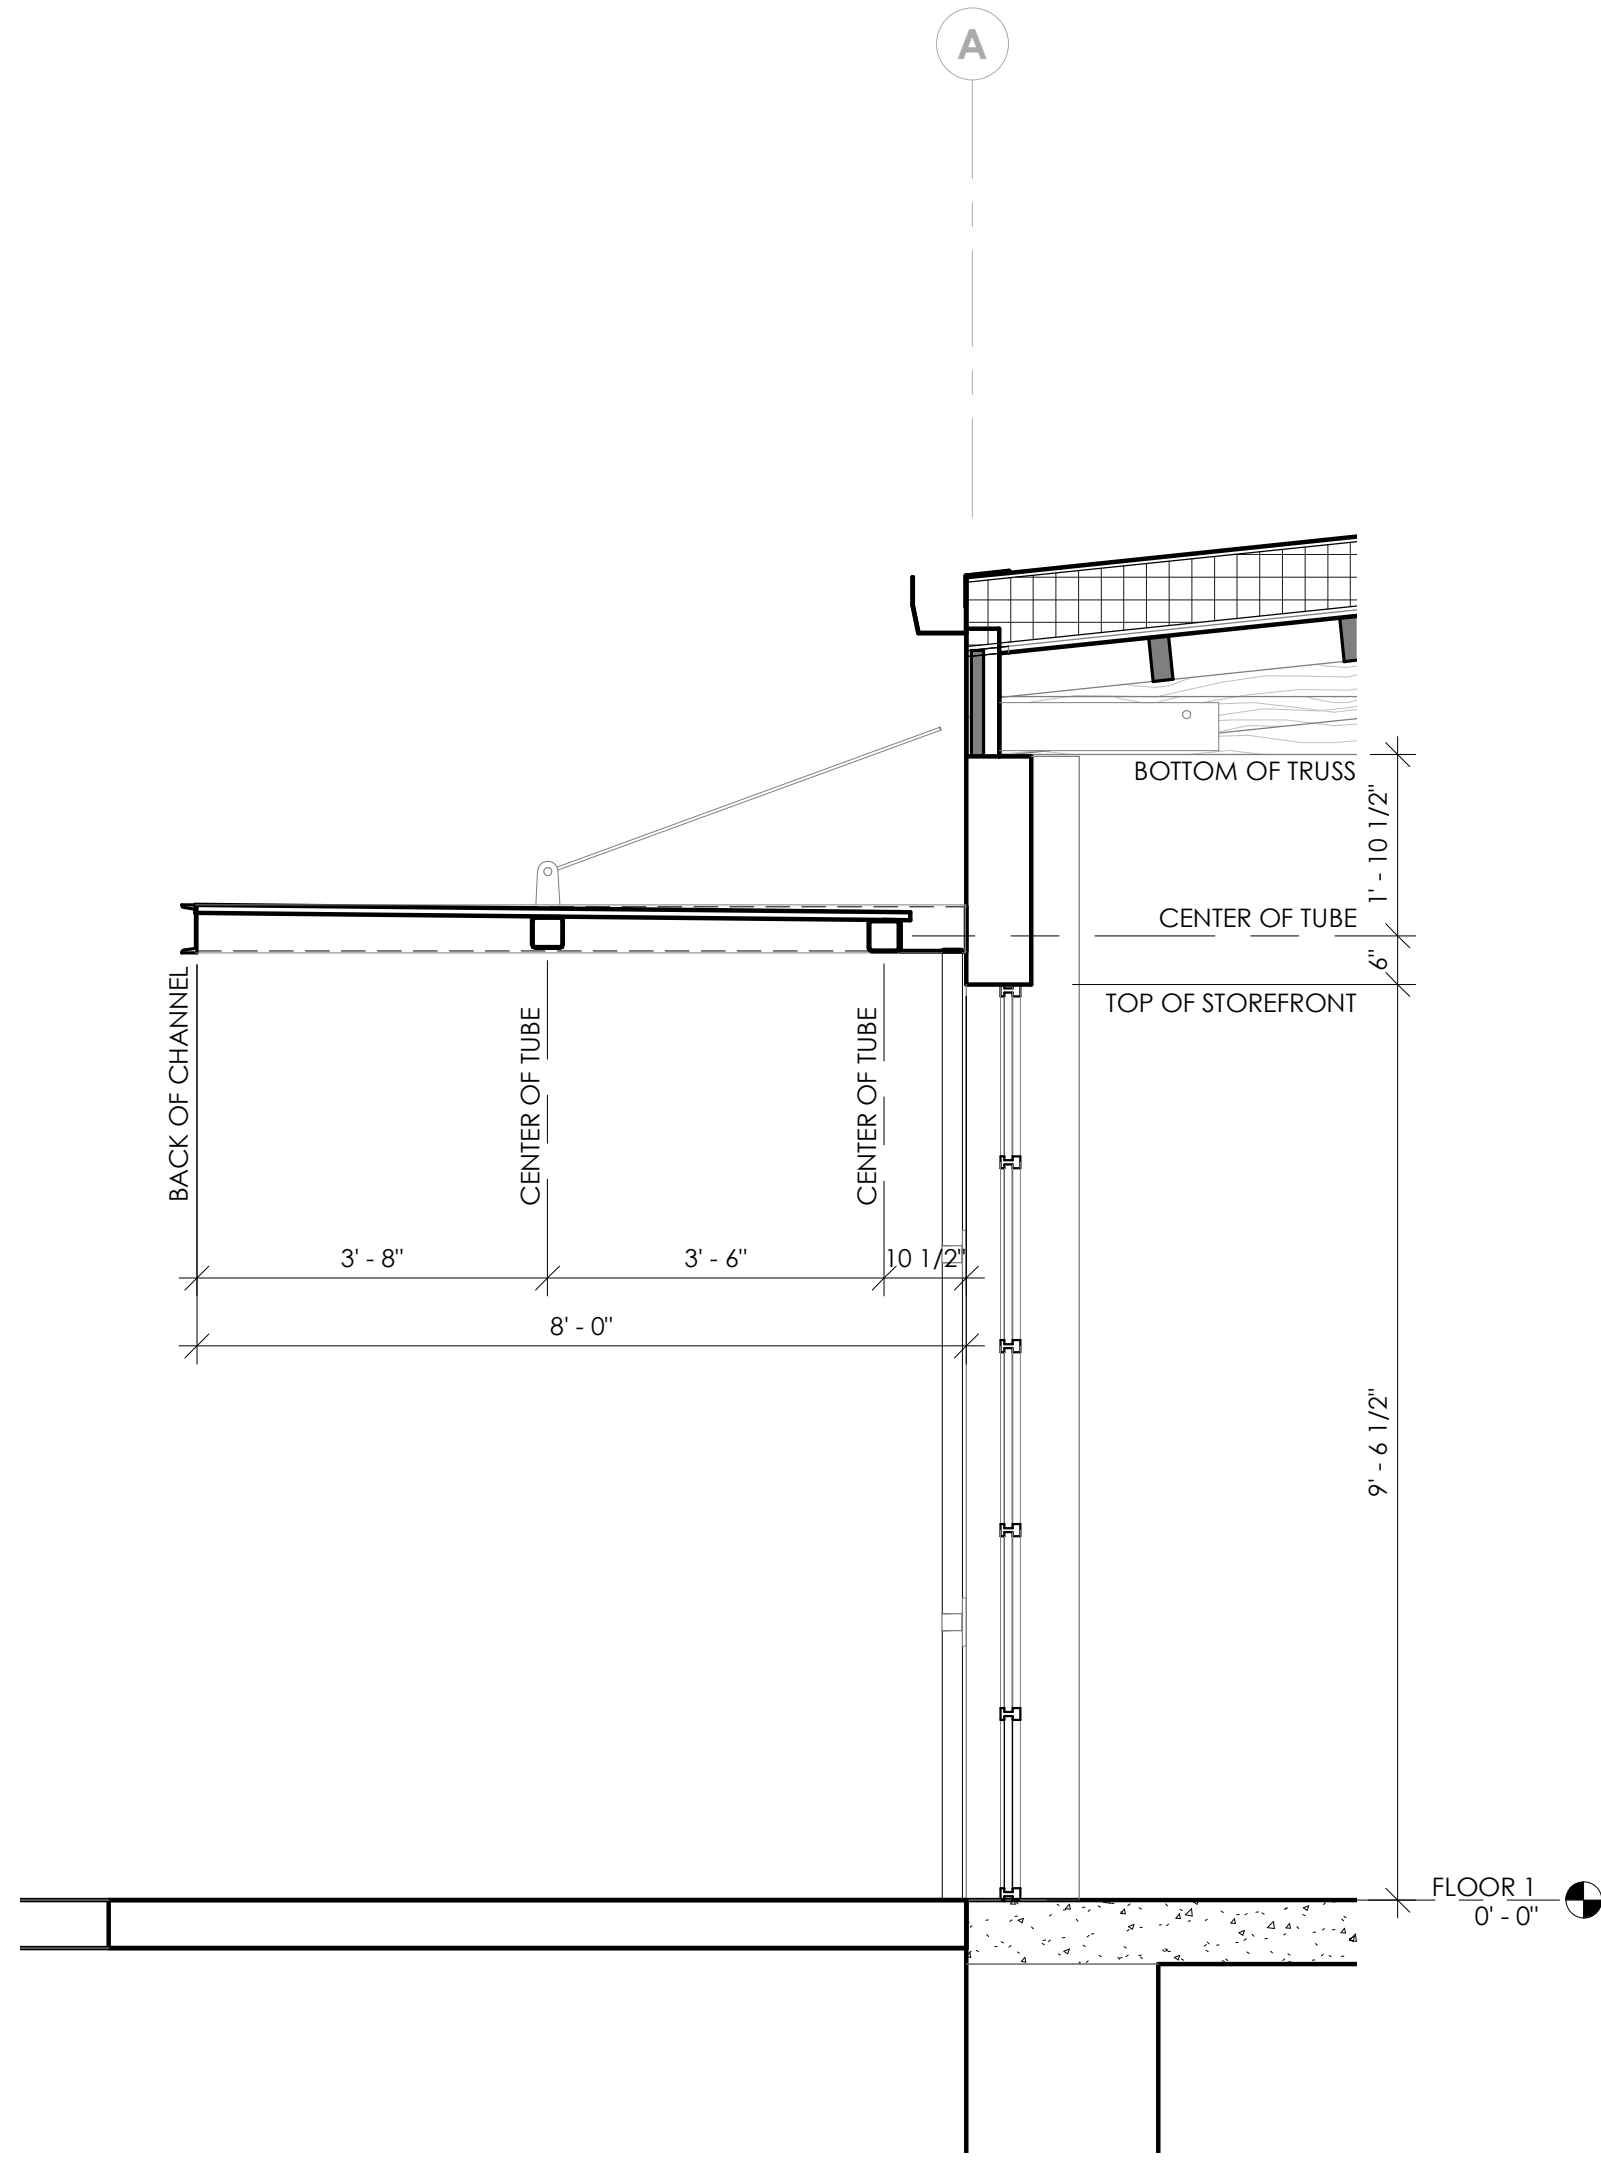 A
BOTTOM OF TRUSS
1' - 10 1/2"
CENTER OF TUBE
6"
TOP OF STOREFRONT
BACK OF CHANNEL
CENTER OF TUBE
CENTER OF TUBE
3' - 8"
3' - 6"
10 1/2"
8' - 0"
9' - 6 1/2"
FLOOR 1
0' - 0"